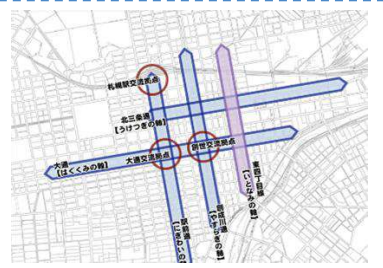 札幌駅交流拠点
北三条通
【うけつぎの軸】
大通
【はぐくみの軸】
大通交流拠点
創世交流拠点
東四丁目線
【いとなみの軸】
創成川通
【やすらぎの軸】
駅前通
【にぎわいの軸】